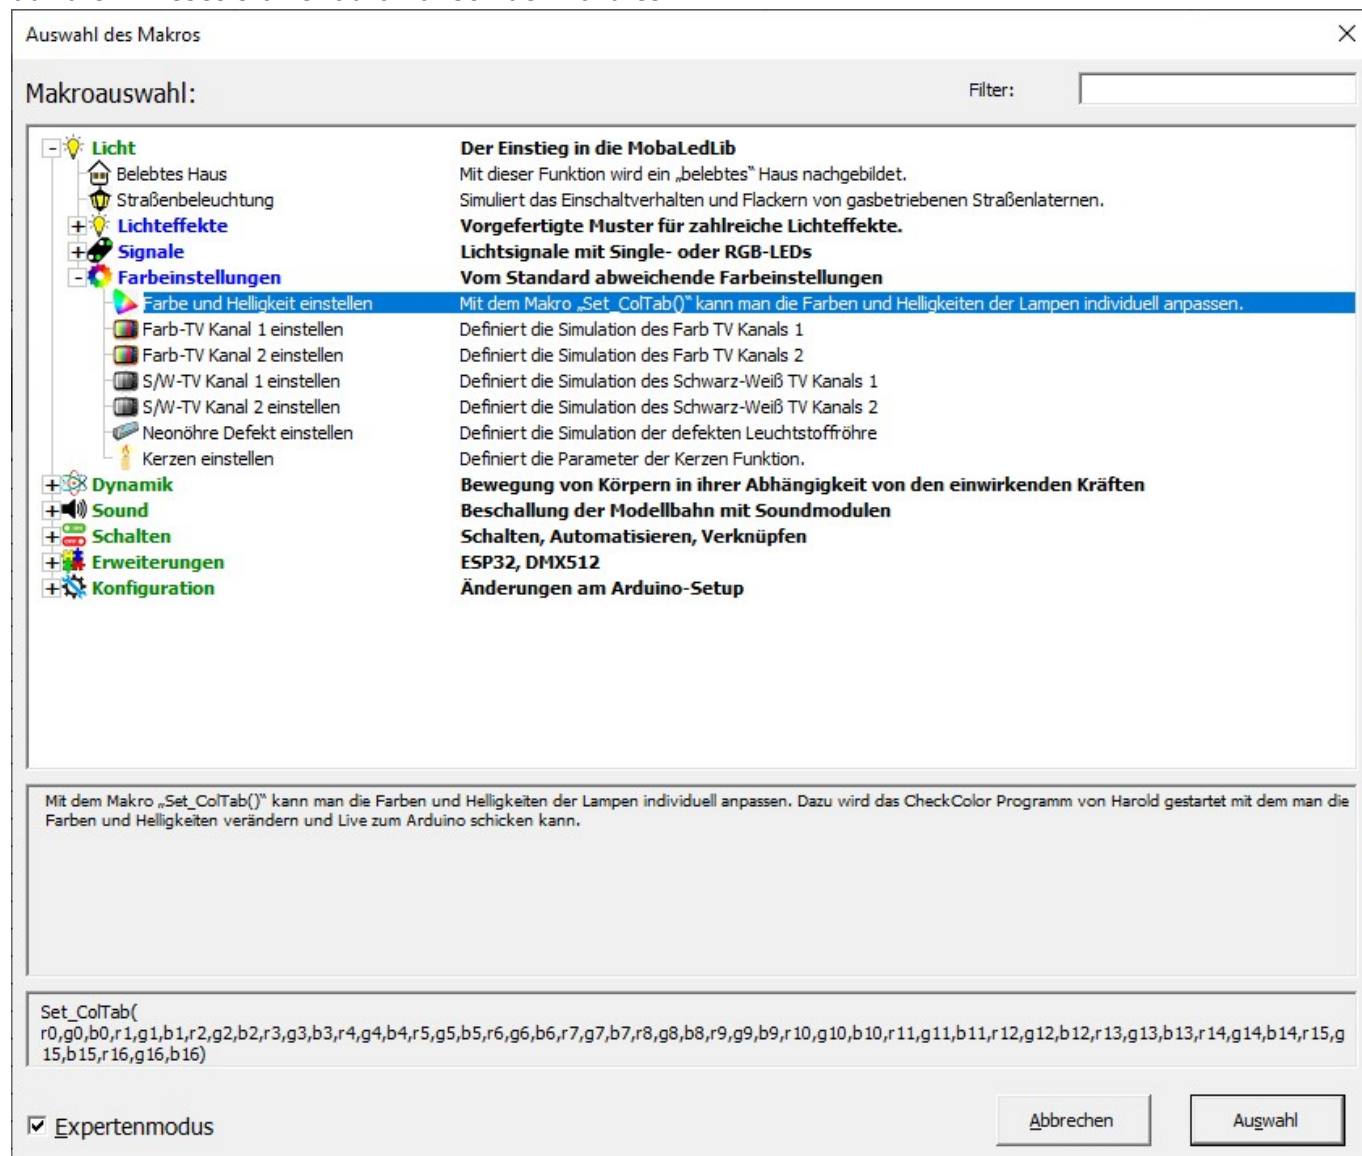 Auswahl des Makros
Makroauswahl:
Filter:
Licht Der Einstieg in die MobaLedLib
Belebtes Haus Mit dieser Funktion wird ein „belebtes“ Haus nachgebildet.
Straßenbeleuchtung Simuliert das Einschaltverhalten und Flackern von gasbetriebenen Straßenlaternen.
Lichteffekte Vorgefertigte Muster für zahlreiche Lichteffekte.
Signale Lichtsignale mit Single- oder RGB-LEDs
Farbeinstellungen Vom Standard abweichende Farbeinstellungen
Farbe und Helligkeit einstellen Mit dem Makro „Set_ColTab()“ kann man die Farben und Helligkeiten der Lampen individuell anpassen.
Farb-TV Kanal 1 einstellen Definiert die Simulation des Farb TV Kanals 1
Farb-TV Kanal 2 einstellen Definiert die Simulation des Farb TV Kanals 2
S/W-TV Kanal 1 einstellen Definiert die Simulation des Schwarz-Weiß TV Kanals 1
S/W-TV Kanal 2 einstellen Definiert die Simulation des Schwarz-Weiß TV Kanals 2
Neonöhre Defekt einstellen Definiert die Simulation der defekten Leuchtstoffröhre
Kerzen einstellen Definiert die Parameter der Kerzen Funktion.
Dynamik Bewegung von Körpern in ihrer Abhängigkeit von den einwirkenden Kräften
Sound Beschallung der Modellbahn mit Soundmodulen
Schalten Schalten, Automatisieren, Verknüpfen
Erweiterungen ESP32, DMX512
Konfiguration Änderungen am Arduino-Setup
Mit dem Makro „Set_ColTab()“ kann man die Farben und Helligkeiten der Lampen individuell anpassen. Dazu wird das CheckColor Programm von Harold gestartet mit dem man die
Farben und Helligkeiten verändern und Live zum Arduino schicken kann.
Set_ColTab(
r0,g0,b0,r1,g1,b1,r2,g2,b2,r3,g3,b3,r4,g4,b4,r5,g5,b5,r6,g6,b6,r7,g7,b7,r8,g8,b8,r9,g9,b9,r10,g10,b10,r11,g11,b11,r12,g12,b12,r13,g13,b13,r14,g14,b14,r15,g
15,b15,r16,g16,b16)
Expertenmodus
Abbrechen
Auswahl